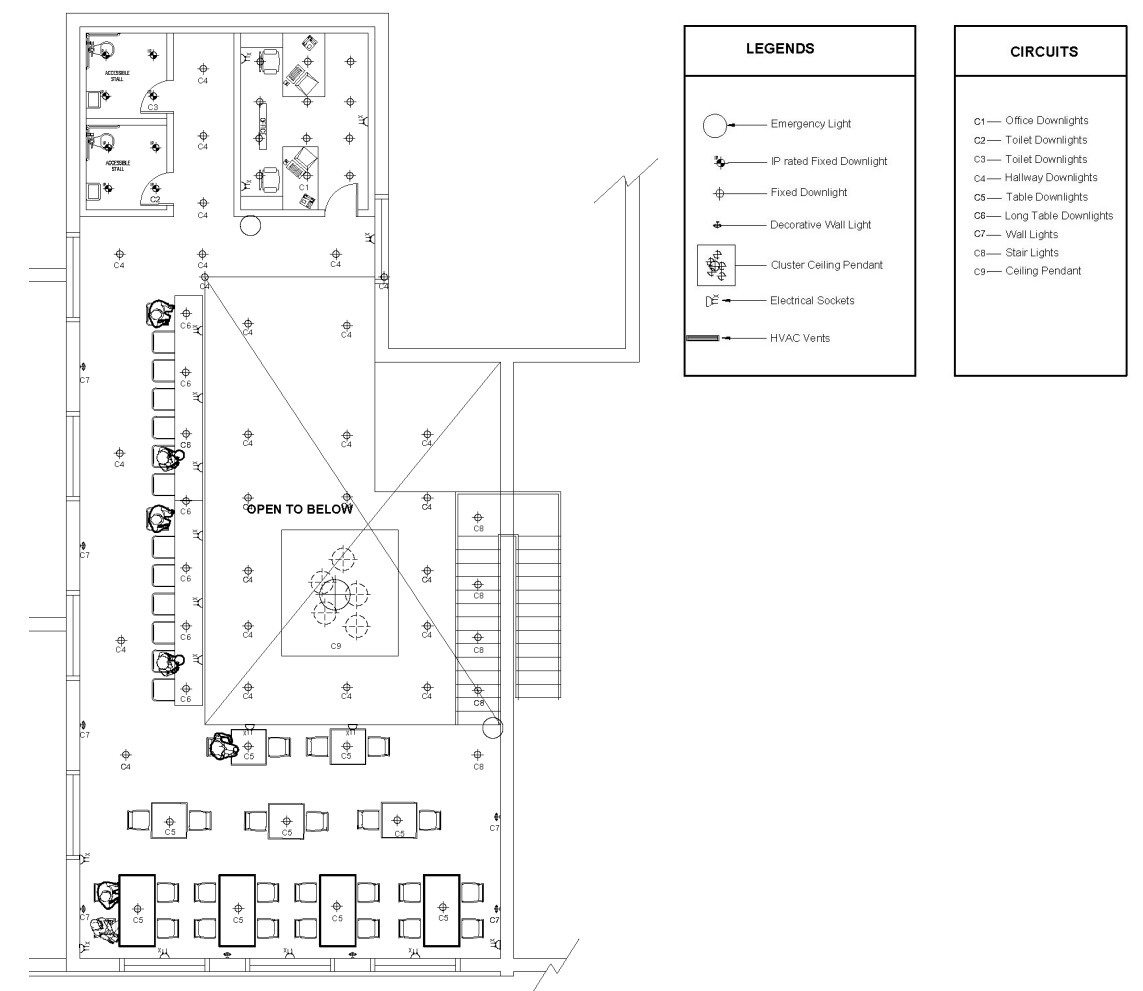 ACCESSIBLE
STALL
C4
C3
C4
ACCESSIBLE
STALL
C1
C2
C4
C4
C4
C4
C4
C4
C6
C4
C4
C7
C6
C6
C4
C4
C4
C4
OPEN TO BELOW
C4
C4
C4
C6
C8
C7
C6
C4
C4
C8
C6
C4
C4
C4
C9
C8
C6
C4
C4
C4
C8
C7
C5
C5
C4
C8
C5
C5
C5
C7
C7
C5
C5
C5
C5
C7
LEGENDS
Emergency Light
IP rated Fixed Downlight
Fixed Downlight
Decorative Wall Light
Cluster Ceiling Pendant
Electrical Sockets
HVAC Vents
CIRCUITS
C1— Office Downlights
C2— Toilet Downlights
C3— Toilet Downlights
C4— Hallway Downlights
C5— Table Downlights
C6— Long Table Downlights
C7— Wall Lights
C8— Stair Lights
C9— Ceiling Pendant